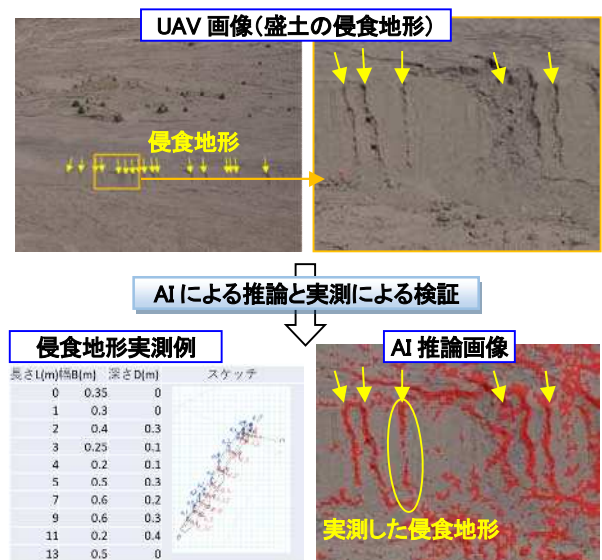 UAV 画像(盛土の侵食地形)
侵食地形
AI による推論と実測による検証
侵食地形実測例
AI 推論画像
長さL(m)幅B(m) 深さD(m) スケッチ
0 0.35 0
1 0.3 0
2 0.4 0.3
3 0.25 0.1
4 0.2 0.1
5 0.5 0.3
7 0.6 0.2
9 0.6 0.3
11 0.2 0.4
13 0.5 0
実測した侵食地形